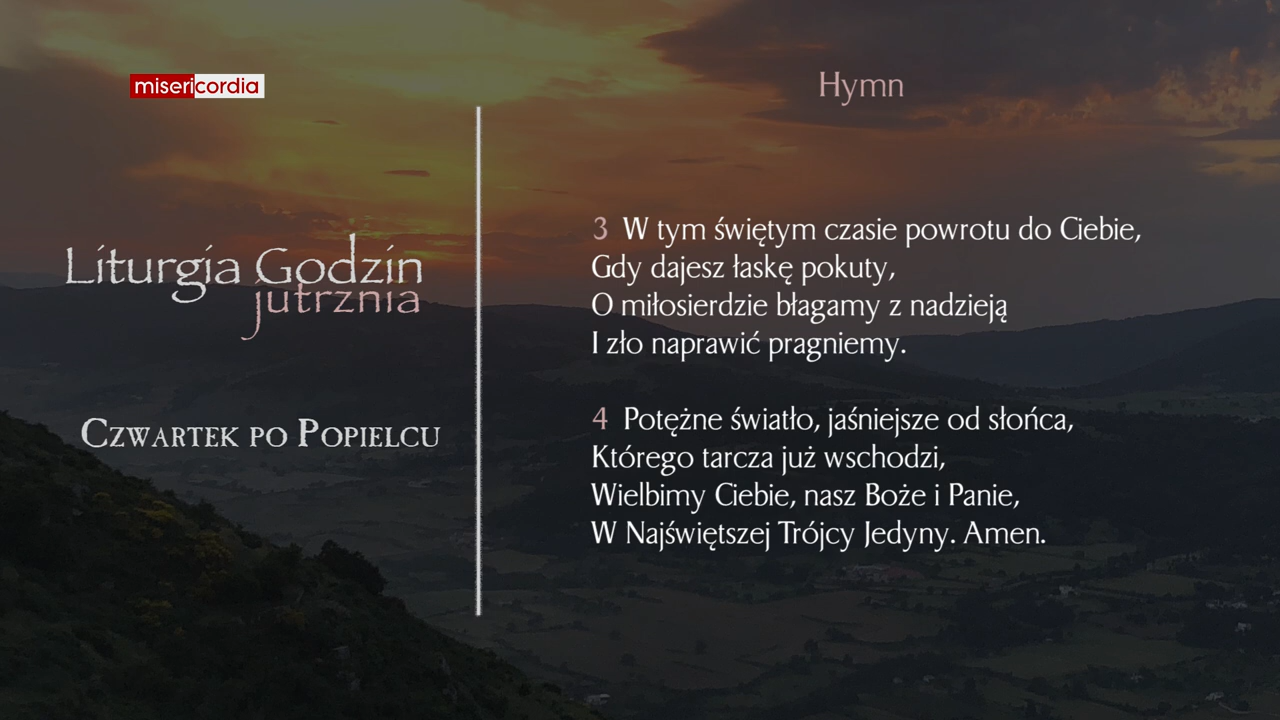 misericordia
Liturgia Godzin
jutrznia
Czwartek po Popielcu
Hymn
3 W tym świętym czasie powrotu do Ciebie,
Gdy dajesz łaskę pokuty,
O miłosierdzie błagamy z nadzieją
I zło naprawić pragniemy.
4 Potężne światło, jaśniejsze od słońca,
Którego tarcza już wschodzi,
Wielbimy Ciebie, nasz Boże i Panie,
W Najświętszej Trójcy Jedyny. Amen.